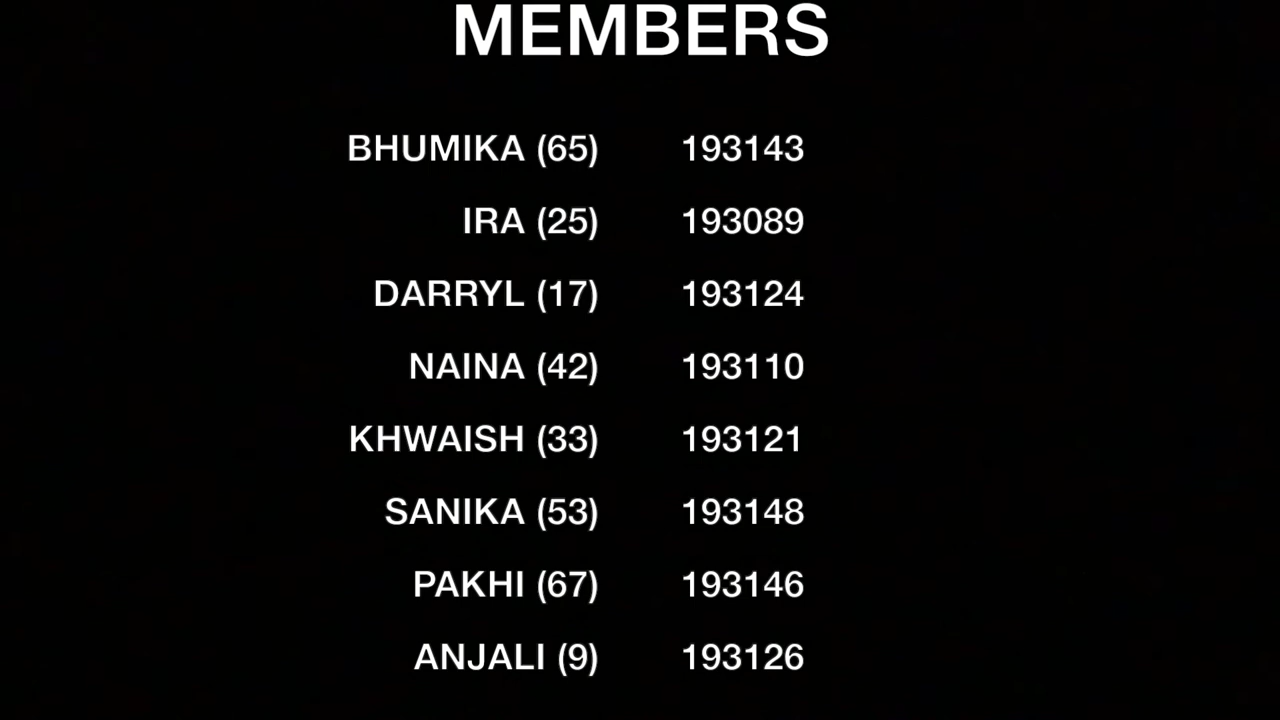 MEMBERS
BHUMIKA (65) 193143
IRA (25) 193089
DARRYL (17) 193124
NAINA (42) 193110
KHWAISH (33) 193121
SANIKA (53) 193148
PAKHI (67) 193146
ANJALI (9) 193126